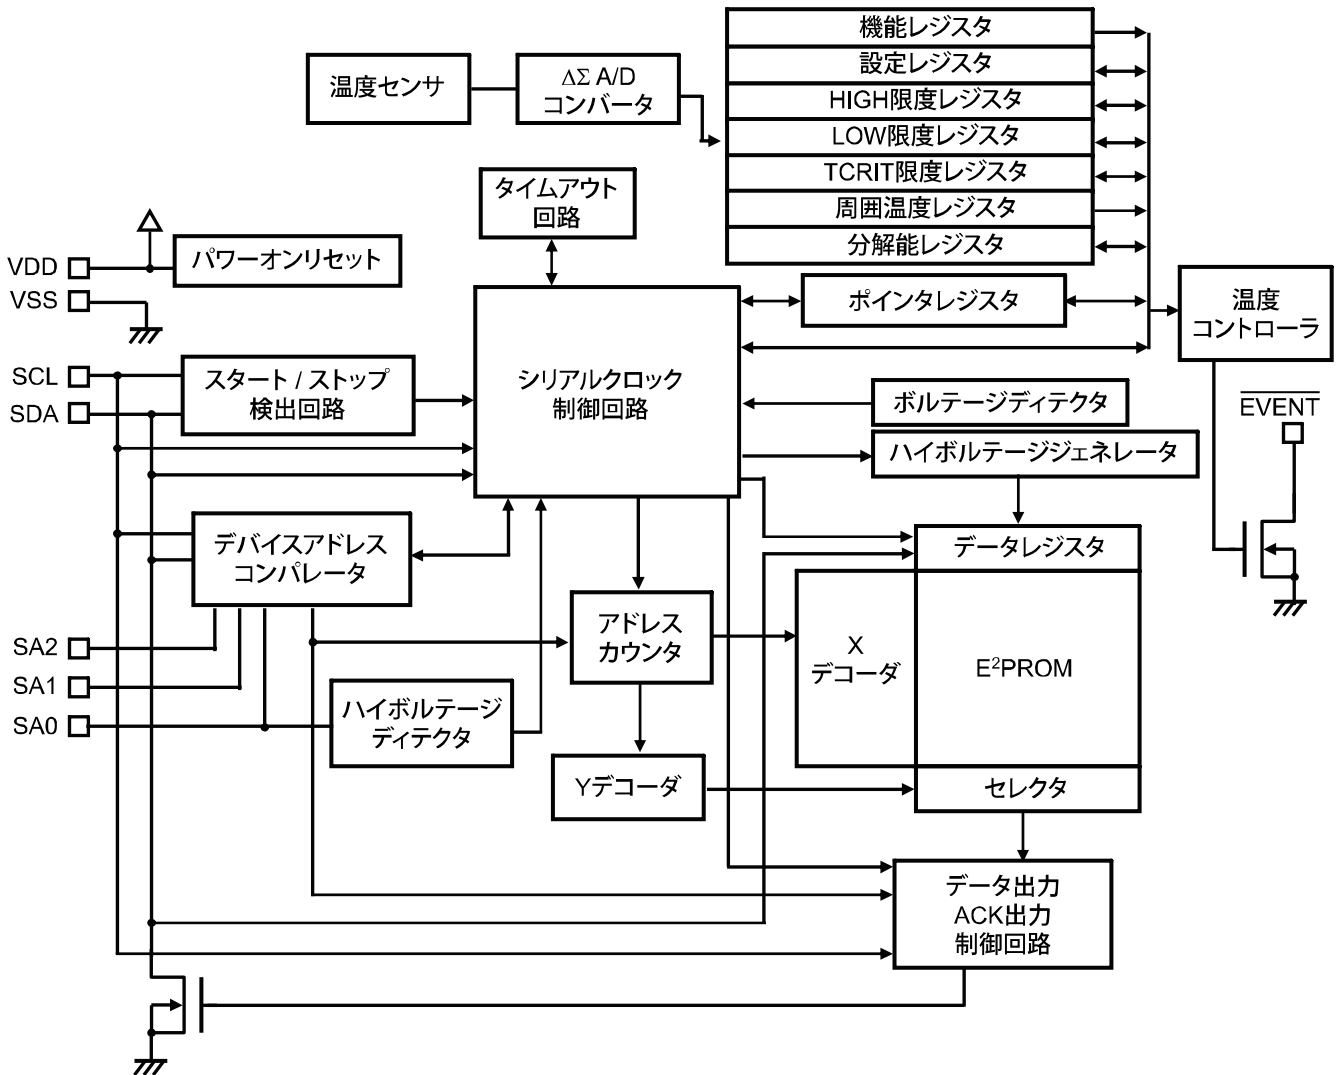 機能レジスタ
設定レジスタ
HIGH限度レジスタ
LOW限度レジスタ
TCRIT限度レジスタ
周囲温度レジスタ
分解能レジスタ
温度センサ
ΔΣ A/D
コンバータ
タイムアウト
回路
VDD
パワーオンリセット
VSS
ポインタレジスタ
温度
コントローラ
SCL
SDA
スタート / ストップ
検出回路
シリアルクロック
制御回路
ボルテージディテクタ
ハイボルテージジェネレータ
EVENT
デバイスアドレス
コンパレータ
データレジスタ
アドレス
カウンタ
X
デコーダ
E²PROM
SA2
SA1
SA0
ハイボルテージ
ディテクタ
Yデコーダ
セレクタ
データ出力
ACK出力
制御回路